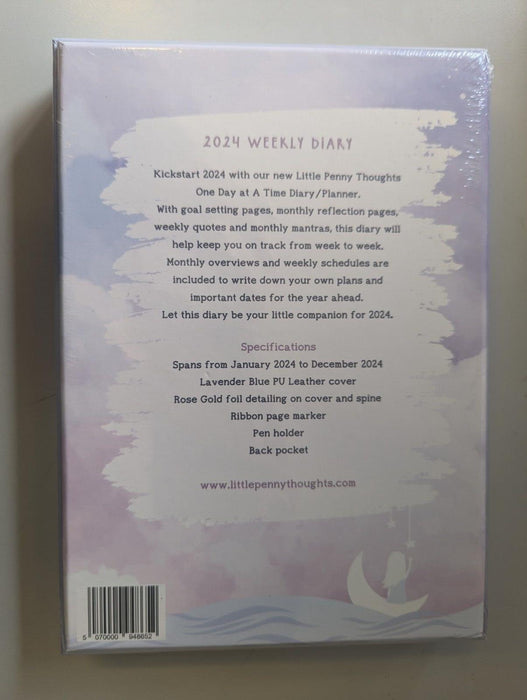 2024 WEEKLY DIARY
Kickstart 2024 with our new Little Penny Thoughts
One Day at A Time Diary/Planner.
With goal setting pages, monthly reflection pages,
weekly quotes and monthly mantras, this diary will
help keep you on track from week to week.
Monthly overviews and weekly schedules are
included to write down your own plans and
important dates for the year ahead.
Let this diary be your little companion for 2024.
Specifications
Spans from January 2024 to December 2024
Lavender Blue PU Leather cover
Rose Gold foil detailing on cover and spine
Ribbon page marker
Pen holder
Back pocket
www.littlepennythoughts.com
5 070000 948652